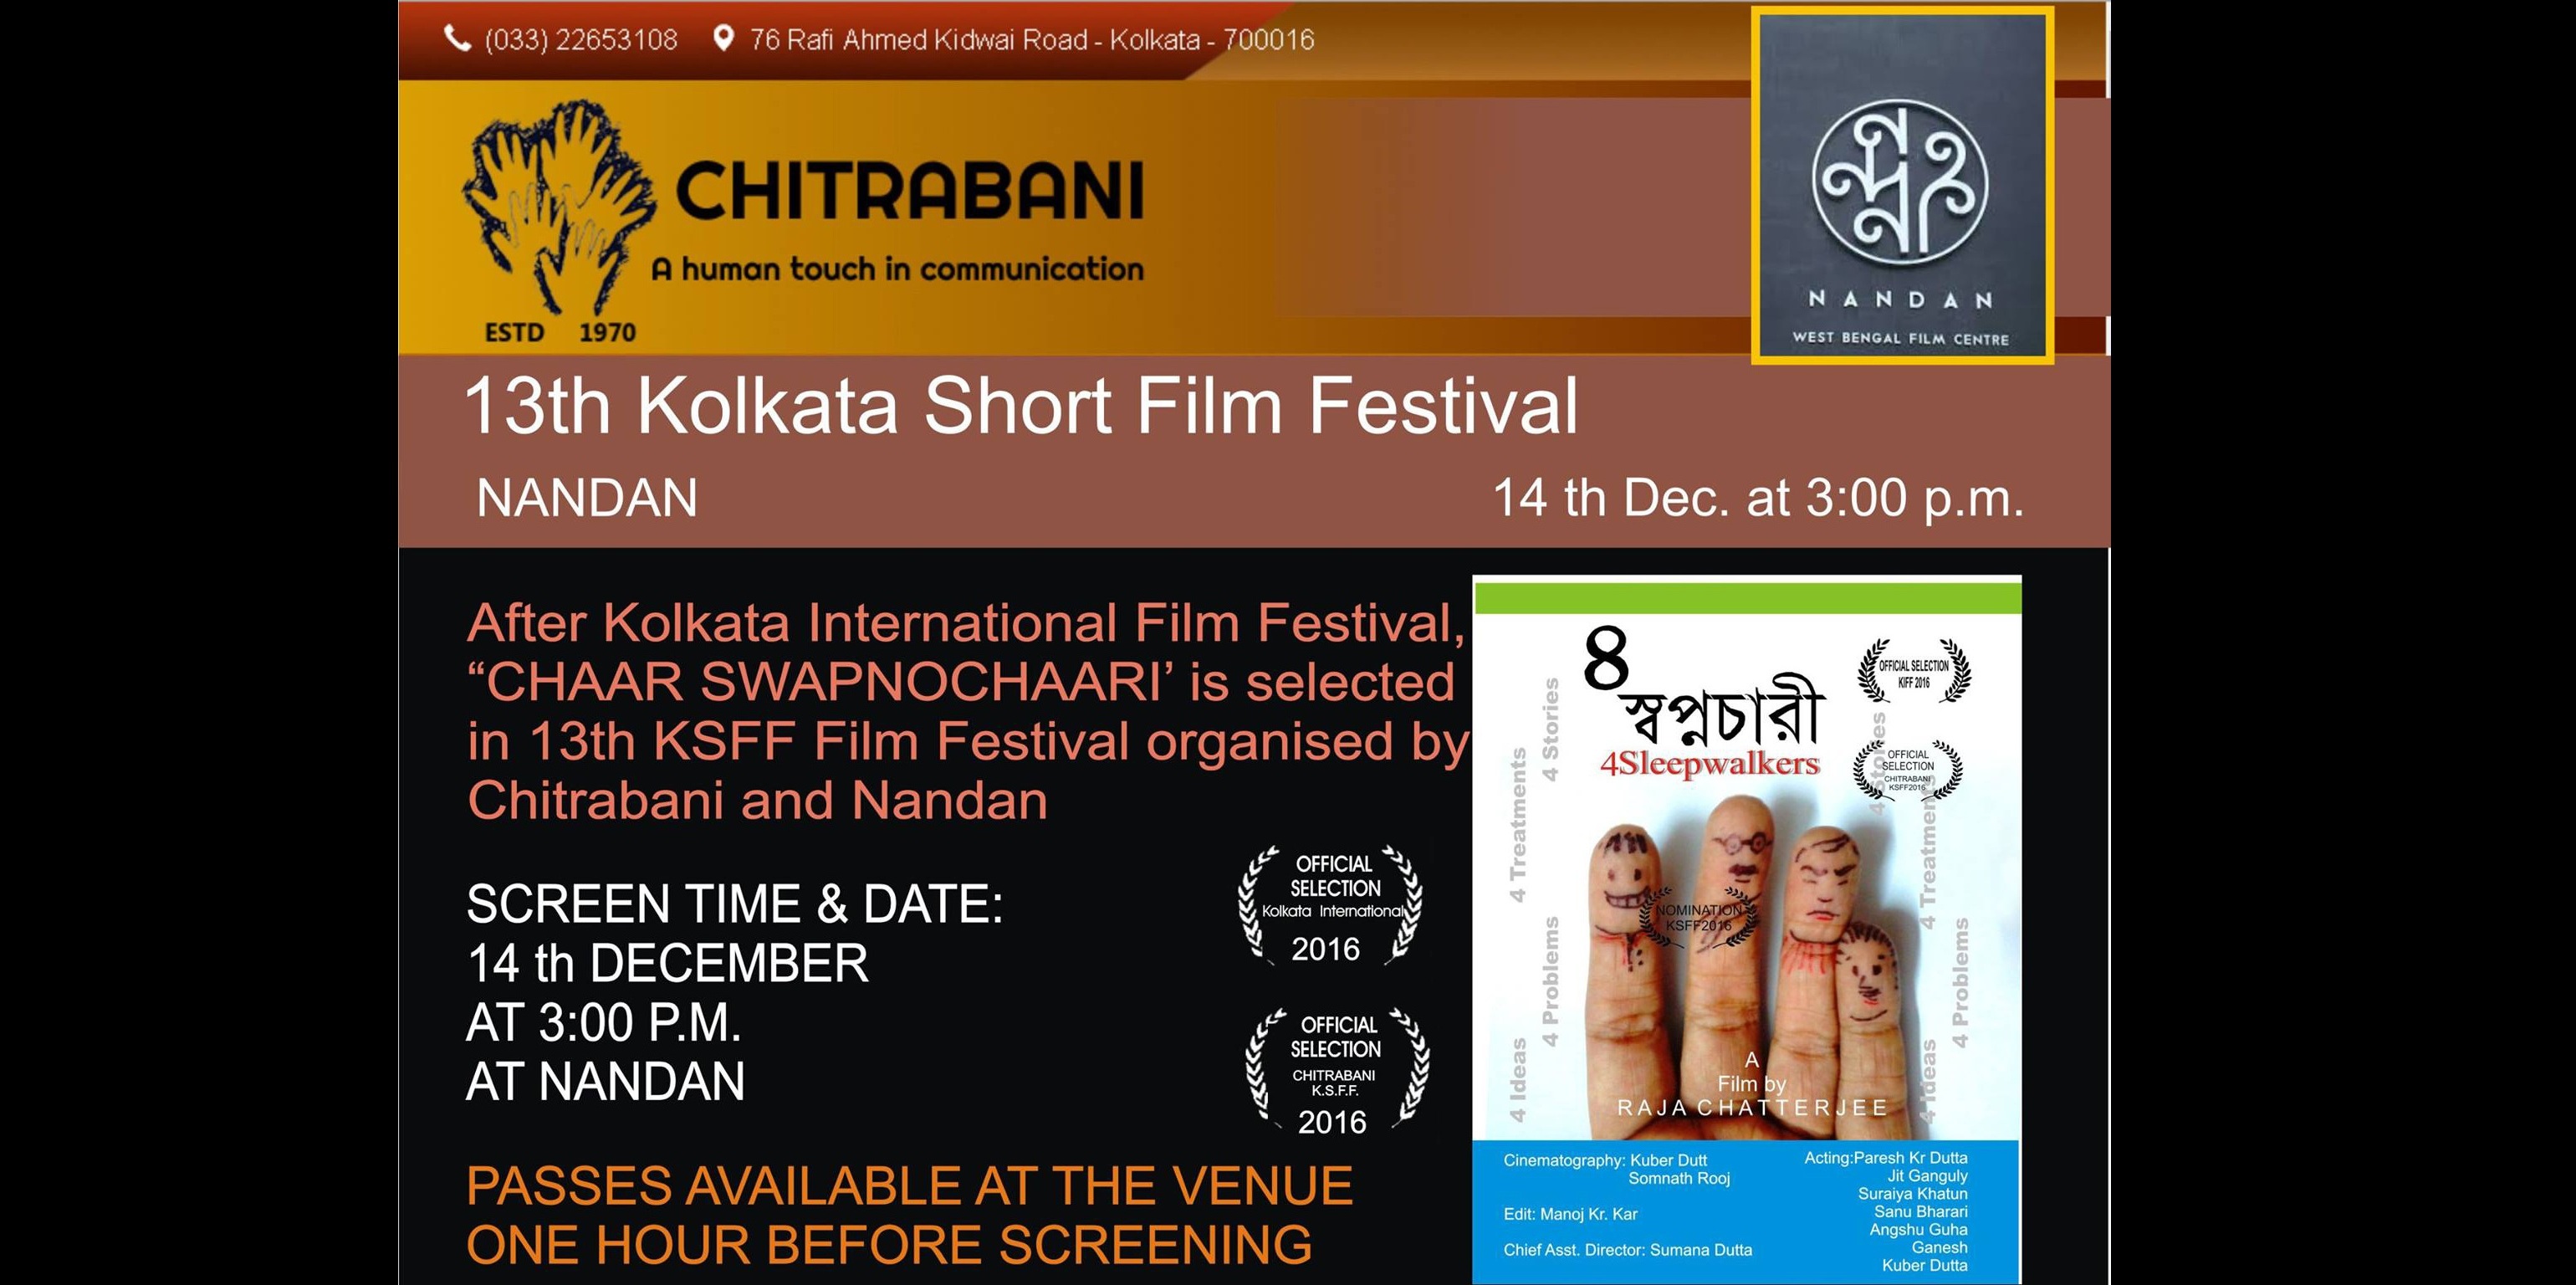 (033) 22653108 76 Rafi Ahmed Kidwai Road - Kolkata - 700016
CHITRABANI
A human touch in communication
ESTD 1970
NANDAN
WEST BENGAL FILM CENTRE
13th Kolkata Short Film Festival
NANDAN 14 th Dec. at 3:00 p.m.
After Kolkata International Film Festival,
“CHAAR SWAPNOCHAARI’ is selected
in 13th KSFF Film Festival organised by
Chitrabani and Nandan
SCREEN TIME & DATE:
14 th DECEMBER
AT 3:00 P.M.
AT NANDAN
PASSES AVAILABLE AT THE VENUE
ONE HOUR BEFORE SCREENING
OFFICIAL
SELECTION
Kolkata International
2016
OFFICIAL
SELECTION
CHITRABANI
K.S.F.F.
2016
৪
স্বপ্নচারী
4Sleepwalkers
OFFICIAL SELECTION
KIFF 2016
OFFICIAL
SELECTION
CHITRABANI
KSFF2016
4 Stories
4 Treatments
4 Problems
4 Ideas
4 Stories
4 Treatments
4 Problems
4 Ideas
NOMINATION
KSFF2016
A
Film by
RAJA CHATTERJEE
Cinematography: Kuber Dutt
Somnath Rooj
Edit: Manoj Kr. Kar
Chief Asst. Director: Sumana Dutta
Acting:Paresh Kr Dutta
Jit Ganguly
Suraiya Khatun
Sanu Bharari
Angshu Guha
Ganesh
Kuber Dutta